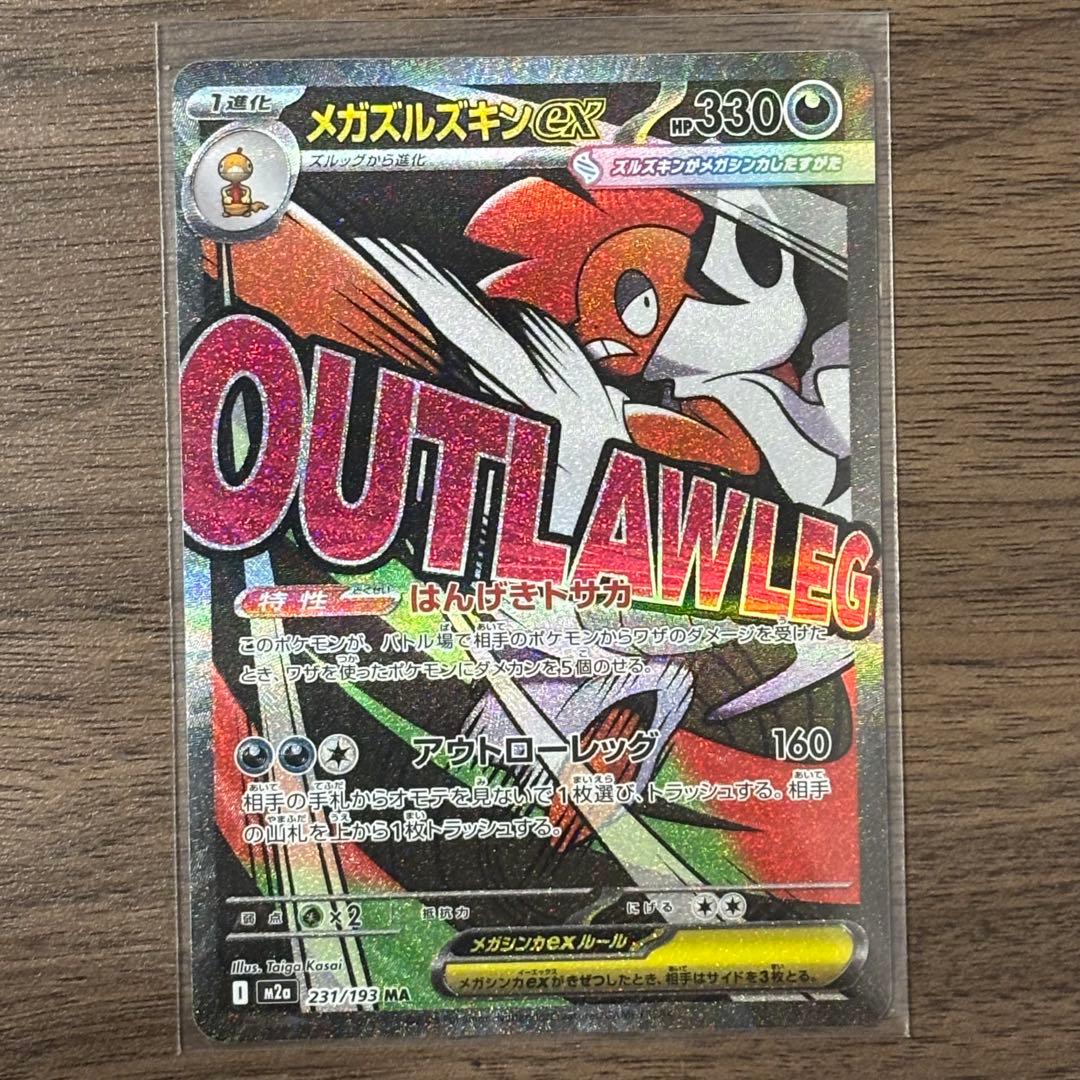 1進化
メガズルズキンex
HP330
ズルッグから進化
ズルズキンがメガシンカしたすがた
OUTLAW LEG
特性
とくせい
はんげきトサカ
このポケモンが、バトル場で相手のポケモンからワザのダメージを受けた
とき、ワザを使ったポケモンにダメカンを5個のせる。
アウトローレッグ 160
相手の手札からオモテを見ないで1枚選び、トラッシュする。相手
の山札を上から1枚トラッシュする。
弱点 ×2 抵抗力 にげる
メガシンカexルール
メガシンカexがきぜつしたとき、相手はサイドを3枚とる。
Illus. Taiga Kasai
I m2a 231/193 MA